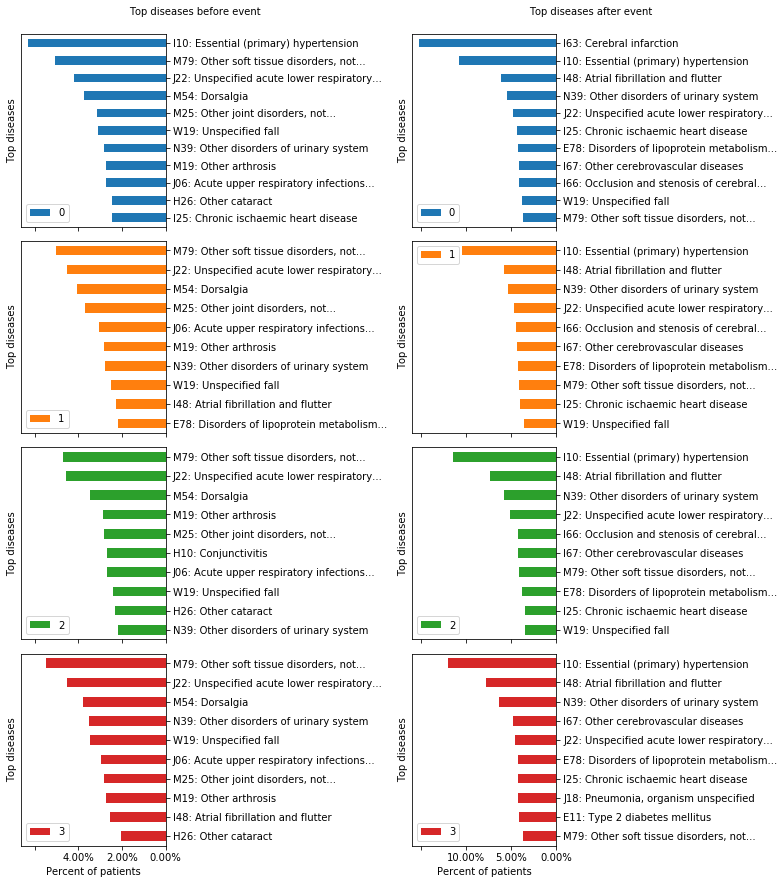 Top diseases before event
Top diseases
I10: Essential (primary) hypertension
M79: Other soft tissue disorders, not...
J22: Unspecified acute lower respiratory...
M54: Dorsalgia
M25: Other joint disorders, not...
W19: Unspecified fall
N39: Other disorders of urinary system
M19: Other arthrosis
J06: Acute upper respiratory infections...
H26: Other cataract
I25: Chronic ischaemic heart disease
0
Top diseases
M79: Other soft tissue disorders, not...
J22: Unspecified acute lower respiratory...
M54: Dorsalgia
M25: Other joint disorders, not...
J06: Acute upper respiratory infections...
M19: Other arthrosis
N39: Other disorders of urinary system
W19: Unspecified fall
I48: Atrial fibrillation and flutter
E78: Disorders of lipoprotein metabolism...
1
Top diseases
M79: Other soft tissue disorders, not...
J22: Unspecified acute lower respiratory...
M54: Dorsalgia
M19: Other arthrosis
M25: Other joint disorders, not...
H10: Conjunctivitis
J06: Acute upper respiratory infections...
W19: Unspecified fall
H26: Other cataract
N39: Other disorders of urinary system
2
Top diseases
M79: Other soft tissue disorders, not...
J22: Unspecified acute lower respiratory...
M54: Dorsalgia
N39: Other disorders of urinary system
W19: Unspecified fall
J06: Acute upper respiratory infections...
M25: Other joint disorders, not...
M19: Other arthrosis
I48: Atrial fibrillation and flutter
H26: Other cataract
3
4.00% 2.00% 0.00%
Percent of patients
Top diseases after event
Top diseases
I63: Cerebral infarction
I10: Essential (primary) hypertension
I48: Atrial fibrillation and flutter
N39: Other disorders of urinary system
J22: Unspecified acute lower respiratory...
I25: Chronic ischaemic heart disease
E78: Disorders of lipoprotein metabolism...
I67: Other cerebrovascular diseases
I66: Occlusion and stenosis of cerebral...
W19: Unspecified fall
M79: Other soft tissue disorders, not...
0
Top diseases
1
I10: Essential (primary) hypertension
I48: Atrial fibrillation and flutter
N39: Other disorders of urinary system
J22: Unspecified acute lower respiratory...
I66: Occlusion and stenosis of cerebral...
I67: Other cerebrovascular diseases
E78: Disorders of lipoprotein metabolism...
M79: Other soft tissue disorders, not...
I25: Chronic ischaemic heart disease
W19: Unspecified fall
Top diseases
I10: Essential (primary) hypertension
I48: Atrial fibrillation and flutter
N39: Other disorders of urinary system
J22: Unspecified acute lower respiratory...
I66: Occlusion and stenosis of cerebral...
I67: Other cerebrovascular diseases
M79: Other soft tissue disorders, not...
E78: Disorders of lipoprotein metabolism...
I25: Chronic ischaemic heart disease
W19: Unspecified fall
2
Top diseases
I10: Essential (primary) hypertension
I48: Atrial fibrillation and flutter
N39: Other disorders of urinary system
I67: Other cerebrovascular diseases
J22: Unspecified acute lower respiratory...
E78: Disorders of lipoprotein metabolism...
I25: Chronic ischaemic heart disease
J18: Pneumonia, organism unspecified
E11: Type 2 diabetes mellitus
M79: Other soft tissue disorders, not...
3
10.00% 5.00% 0.00%
Percent of patients